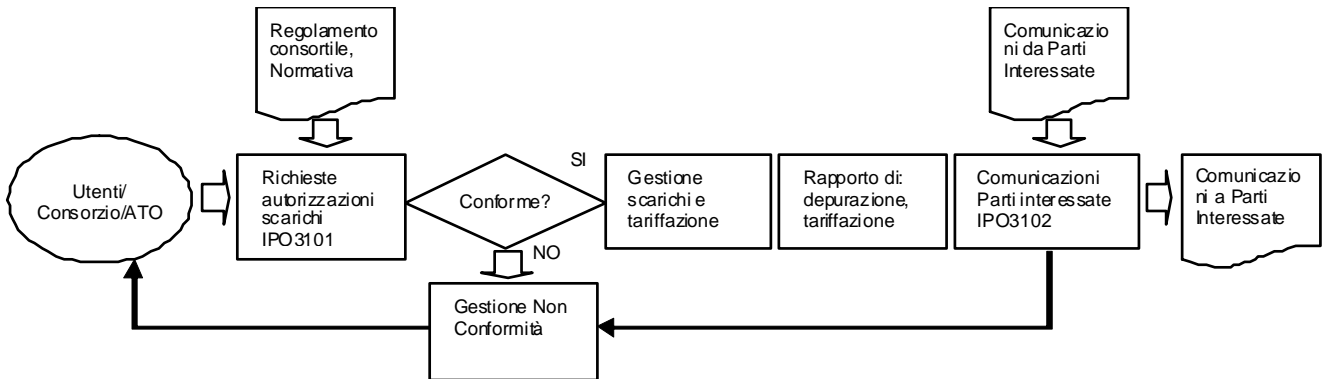 Regolamento
consortile,
Normativa
Comunicazio
ni da Parti
Interessate
Utenti/
Consorzio/ATO
Richieste
autorizzazioni
scarichi
IPO3101
Conforme?
SI
NO
Gestione
scarichi e
tariffazione
Rapporto di:
depurazione,
tariffazione
Comunicazioni
Parti interessate
IPO3102
Comunicazio
ni a Parti
Interessate
Gestione Non
Conformità